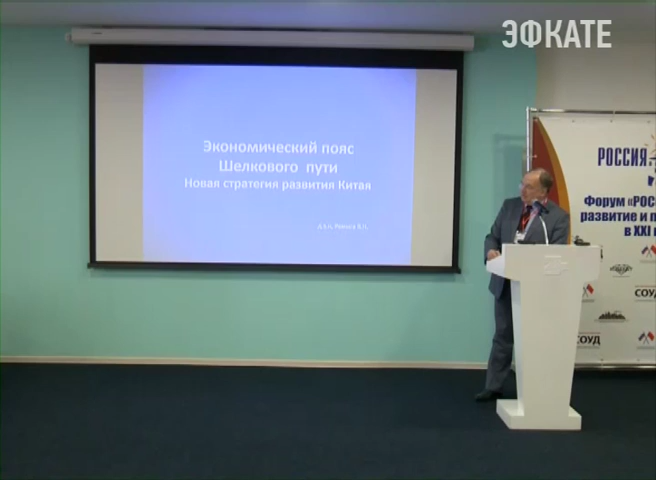 ЭФКАТЕ
Экономический пояс
Шелкового пути
Новая стратегия развития Китая
РОССИЯ
Форум «РОС
развитие и п
в XXI
СОУД
СОУД